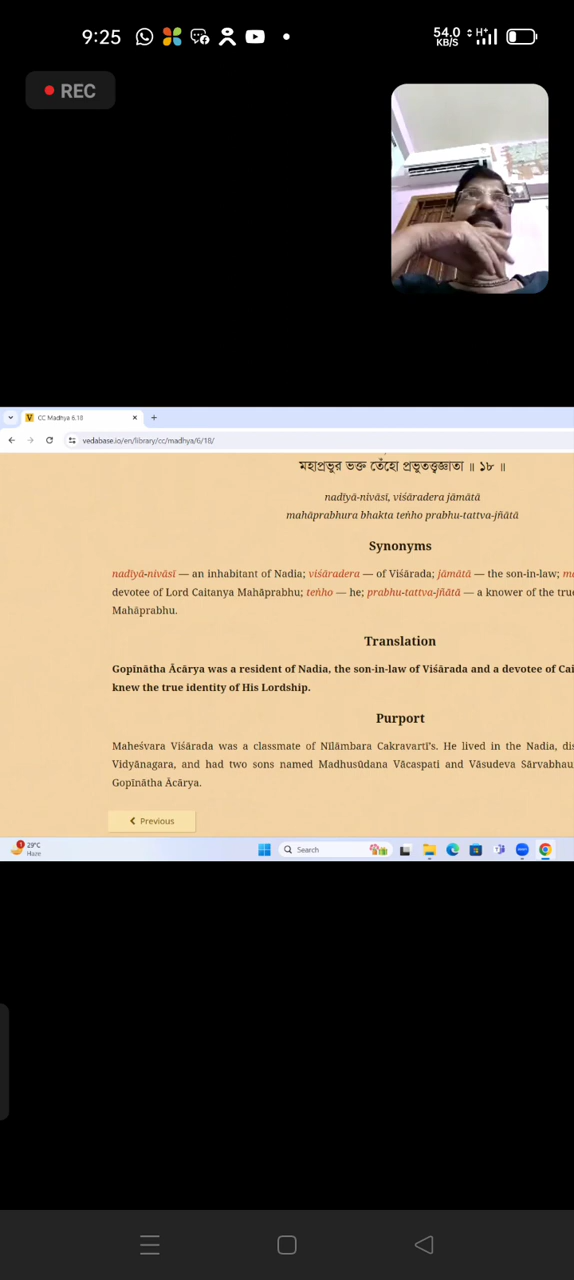 9:25
54.0
KB/S
H+
REC
CC Madhya 6.18
vedabase.io/en/library/cc/madhya/6/18/
মহাপ্রভুর ভক্ত তেঁহো প্রভুতত্ত্বজ্ঞাতা ॥ ১৮ ॥
nadīyā-nivāsī, viśāradera jāmātā
mahāprabhura bhakta teṅho prabhu-tattva-jñātā
Synonyms
nadīyā-nivāsī — an inhabitant of Nadia; viśāradera — of Viśārada; jāmātā — the son-in-law;
devotee of Lord Caitanya Mahāprabhu; teṅho — he; prabhu-tattva-jñātā — a knower of the
Mahāprabhu.
Translation
Gopīnātha Ācārya was a resident of Nadia, the son-in-law of Viśārada and a devotee of
knew the true identity of His Lordship.
Purport
Maheśvara Viśārada was a classmate of Nīlāmbara Cakravartī's. He lived in the Nadia,
Vidyānagara, and had two sons named Madhusūdana Vācaspati and Vāsudeva
Gopīnātha Ācārya.
Previous
1
29°C
Haze
Search